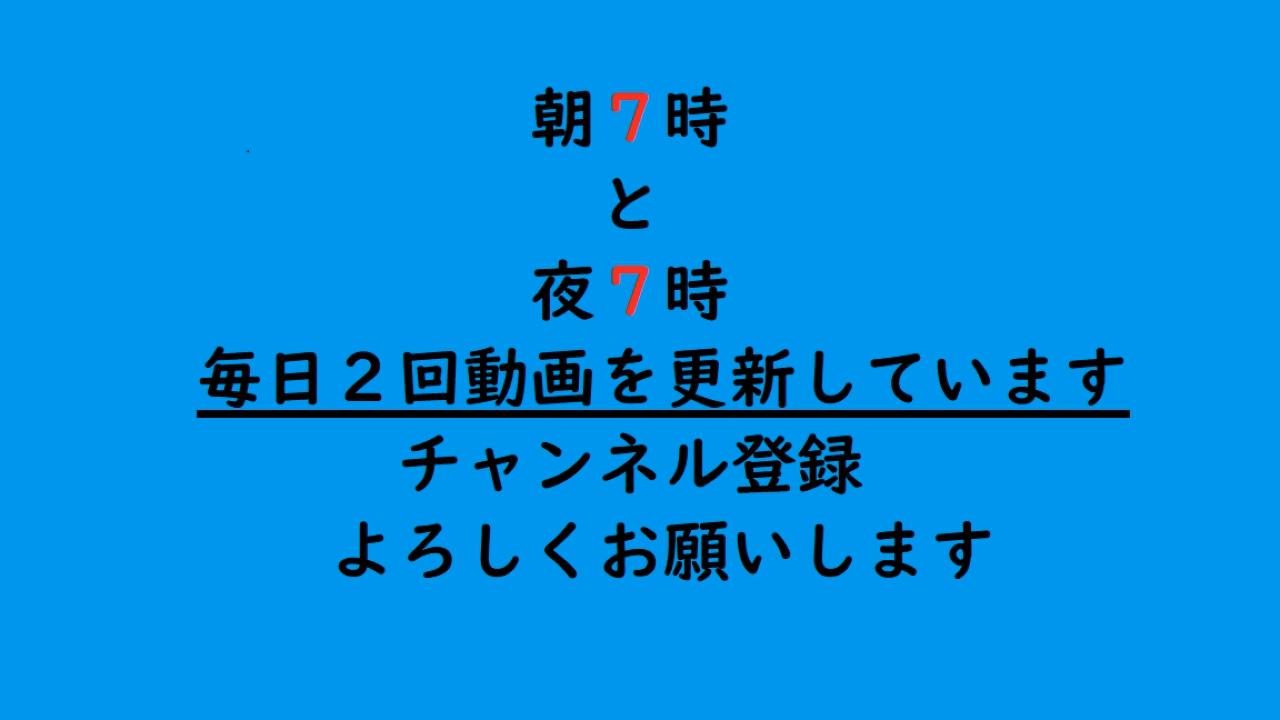 朝７時
と
夜７時
毎日２回動画を更新しています
チャンネル登録
よろしくお願いします